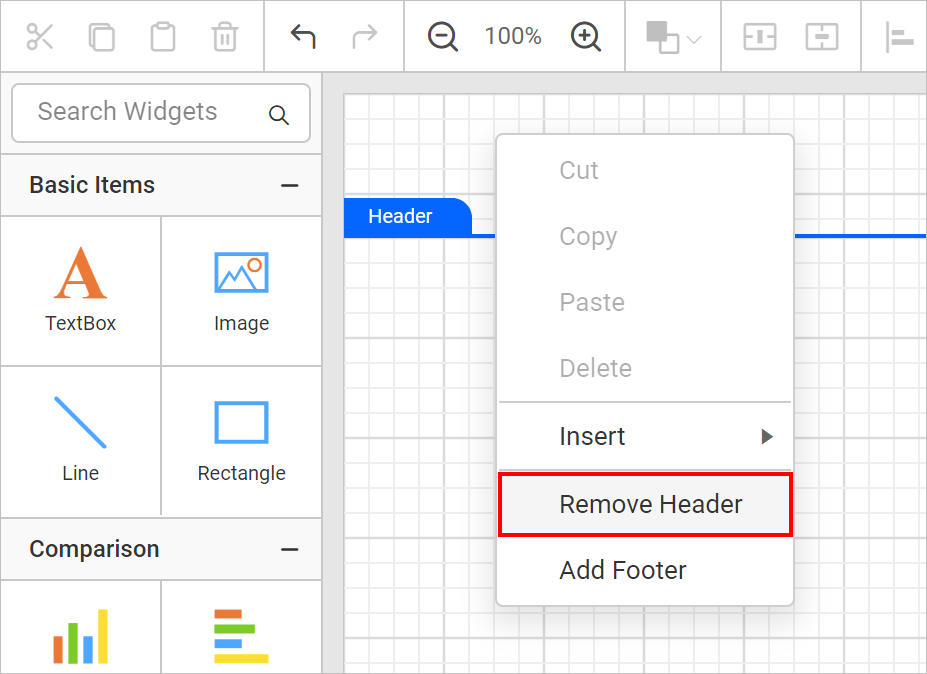 100%
Search Widgets
Basic Items
TextBox
Image
Line
Rectangle
Comparison
Header
Cut
Copy
Paste
Delete
Insert
Remove Header
Add Footer